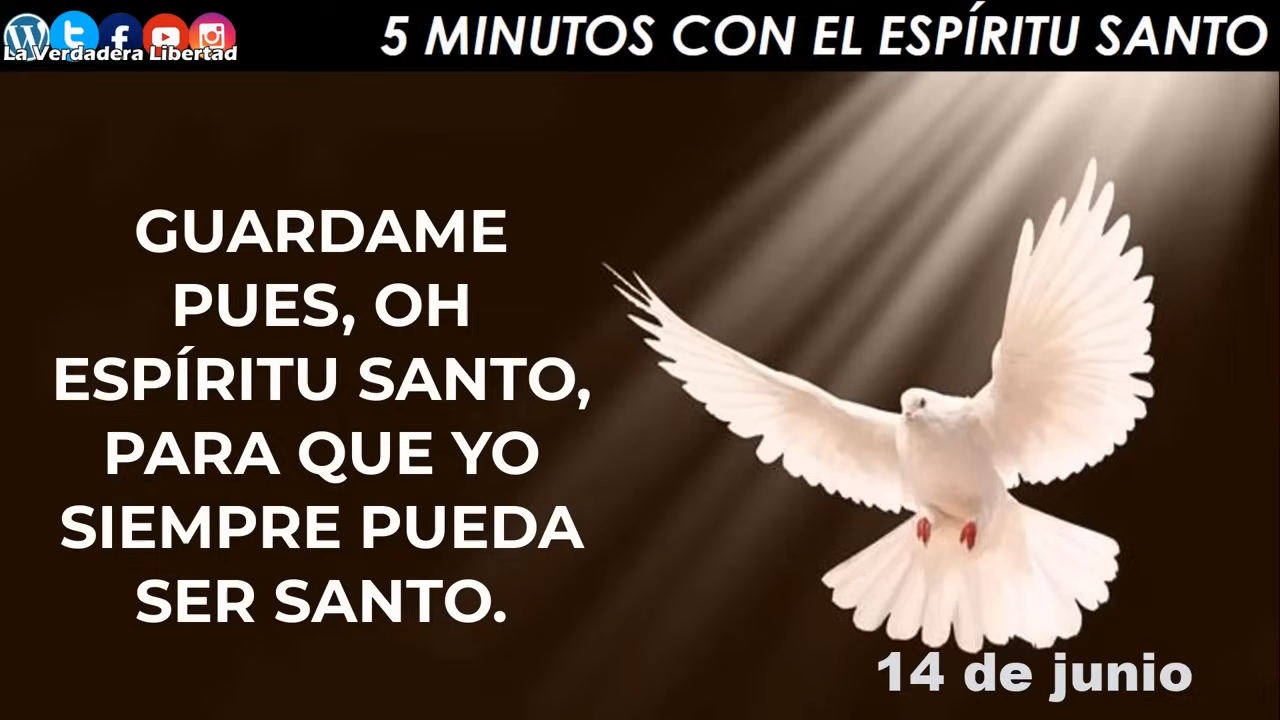 La Verdadera Libertad
5 MINUTOS CON EL ESPÍRITU SANTO
GUARDAME
PUES, OH
ESPÍRITU SANTO,
PARA QUE YO
SIEMPRE PUEDA
SER SANTO.
14 de junio